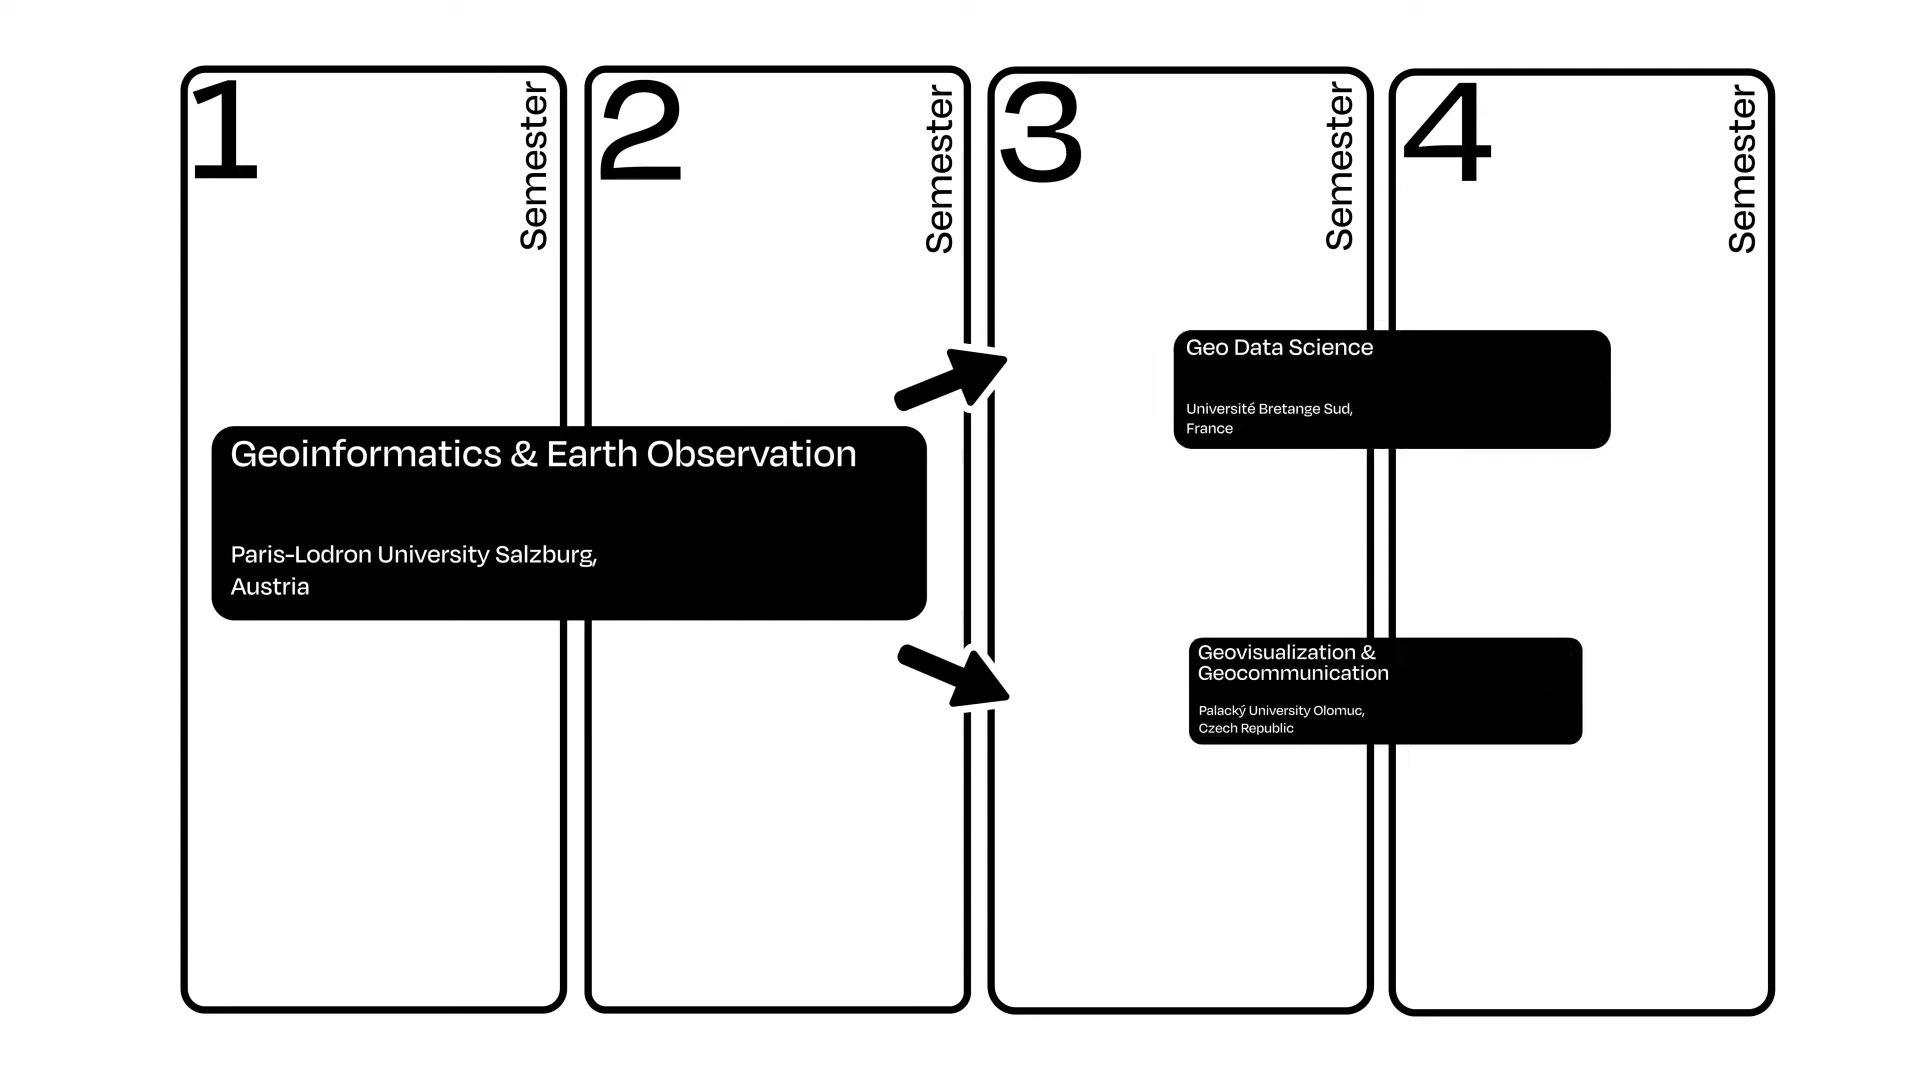 1
Semester
2
Semester
3
Semester
4
Semester
Geoinformatics & Earth Observation
Paris-Lodron University Salzburg,
Austria
Geo Data Science
Université Bretange Sud,
France
Geovisualization &
Geocommunication
Palacký University Olomuc,
Czech Republic